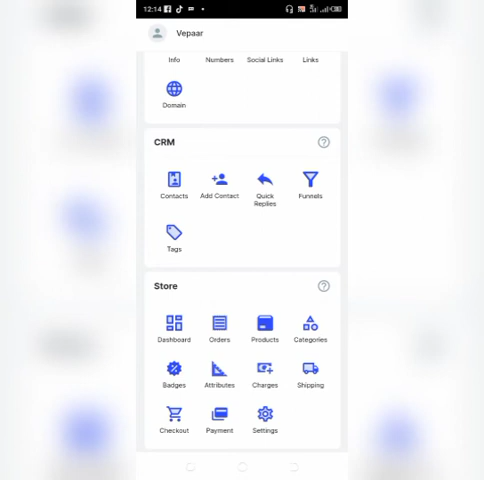 12:14
Vepaar
Info Numbers Social Links Links
Domain
CRM
Contacts Add Contact Quick Replies Funnels
Tags
Store
Dashboard Orders Products Categories
Badges Attributes Charges Shipping
Checkout Payment Settings